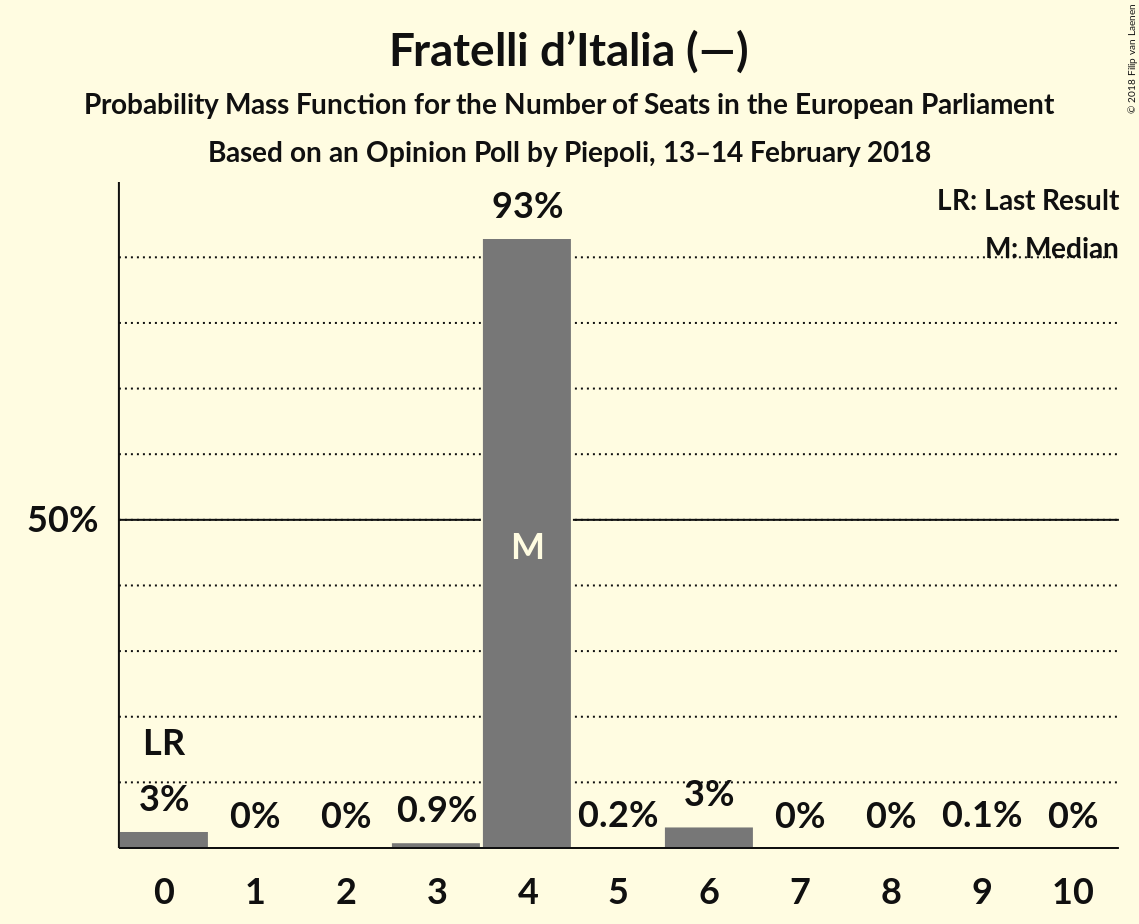 Fratelli d’Italia (—)
Probability Mass Function for the Number of Seats in the European Parliament
Based on an Opinion Poll by Piepoli, 13–14 February 2018
© 2018 Filip van Laenen
LR: Last Result
M: Median
93%
50%
M
LR
3% 0% 0% 0.9% 0.2% 3% 0% 0% 0.1% 0%
0 1 2 3 4 5 6 7 8 9 10